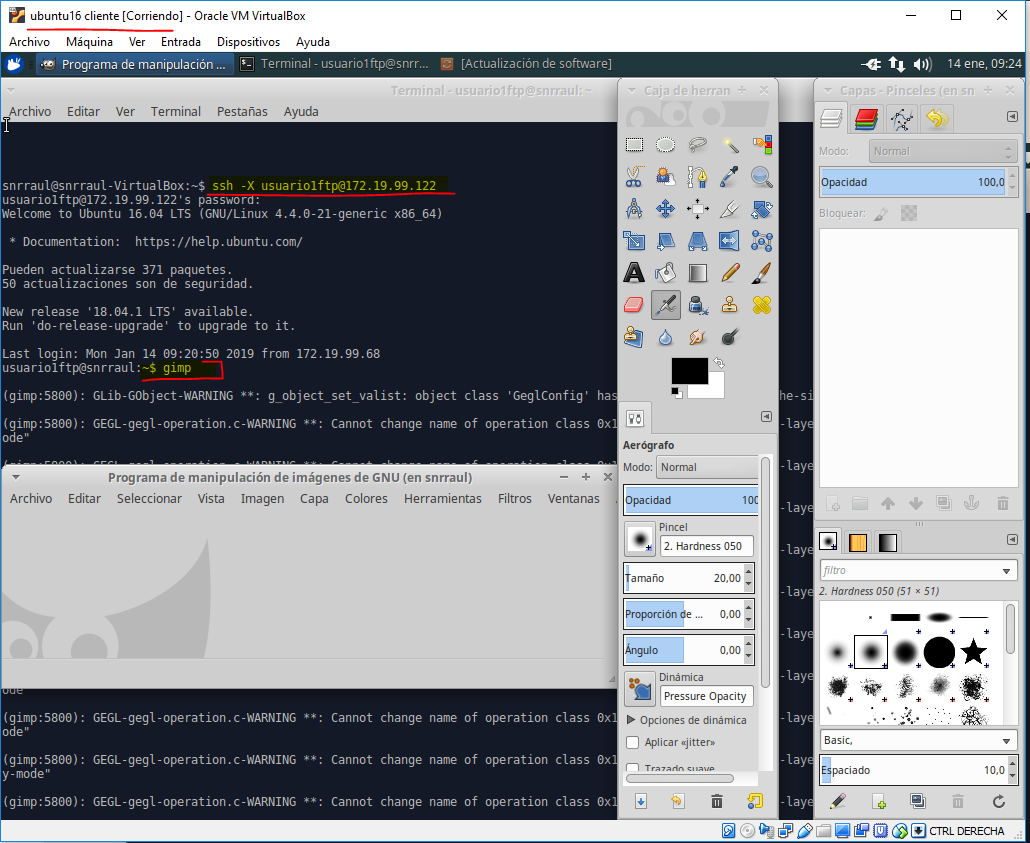 ubuntu16 cliente [Corriendo] - Oracle VM VirtualBox
Archivo Máquina Ver Entrada Dispositivos Ayuda
Programa de manipulación ... Terminal - usuario1ftp@snrr... [Actualización de software] 14 ene, 09:24
Terminal - usuario1ftp@snrraul: ~
Archivo Editar Ver Terminal Pestañas Ayuda
snrraul@snrraul-VirtualBox:~$ ssh -X usuario1ftp@172.19.99.122
usuario1ftp@172.19.99.122's password:
Welcome to Ubuntu 16.04 LTS (GNU/Linux 4.4.0-21-generic x86_64)
* Documentation: https://help.ubuntu.com/
Pueden actualizarse 371 paquetes.
50 actualizaciones son de seguridad.
New release '18.04.1 LTS' available.
Run 'do-release-upgrade' to upgrade to it.
Last login: Mon Jan 14 09:20:50 2019 from 172.19.99.68
usuario1ftp@snrraul:~$ gimp
(gimp:5800): GLib-GObject-WARNING **: g_object_set_valist: object class 'GeglConfig' has
he-si
(gimp:5800): GEGL-gegl-operation.c-WARNING **: Cannot change name of operation class 0x1
-laye
ode"
Programa de manipulación de imágenes de GNU (en snrraul)
Archivo Editar Seleccionar Vista Imagen Capa Colores Herramientas Filtros Ventanas
ode"
(gimp:5800): GEGL-gegl-operation.c-WARNING **: Cannot change name of operation class 0x1
-laye
ode"
(gimp:5800): GEGL-gegl-operation.c-WARNING **: Cannot change name of operation class 0x1
-laye
y-mode"
(gimp:5800): GEGL-gegl-operation.c-WARNING **: Cannot change name of operation class 0x1
-laye
Caja de herran
Aerógrafo
Modo: Normal
Opacidad 100
Pincel
2. Hardness 050
Tamaño 20,00
Proporción de ... 0,00
Ángulo 0,00
Dinámica
Pressure Opacity
Opciones de dinámica
Aplicar «jitter»
Trazado suave
Capas - Pinceles (en sn
Modo: Normal
Opacidad 100,0
Bloquear:
filtro
2. Hardness 050 (51 × 51)
Basic,
Espaciado 10,0
CTRL DERECHA